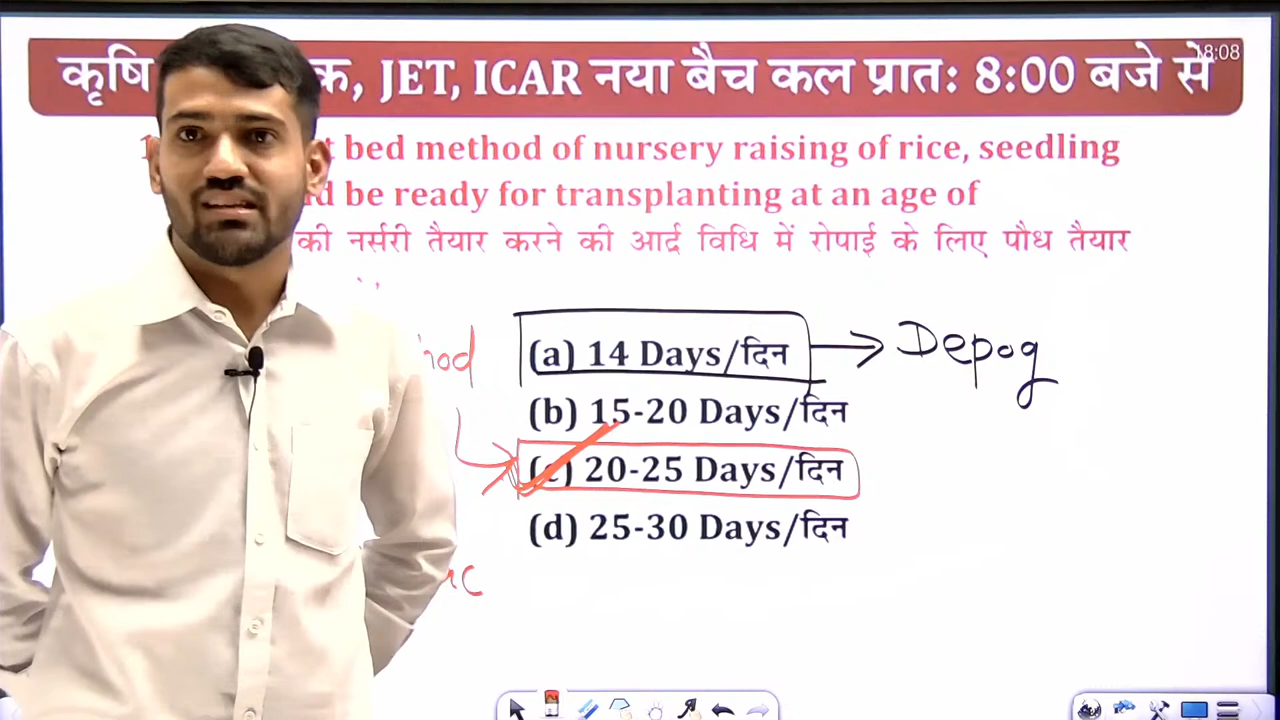 कृषि क, JET, ICAR नया बैच कल प्रातः 8:00 बजे से
18:08
bed method of nursery raising of rice, seedling
be ready for transplanting at an age of
की नर्सरी तैयार करने की आर्द्र विधि में रोपाई के लिए पौध तैयार
(a) 14 Days/दिन
Depog
(b) 15-20 Days/दिन
(c) 20-25 Days/दिन
(d) 25-30 Days/दिन